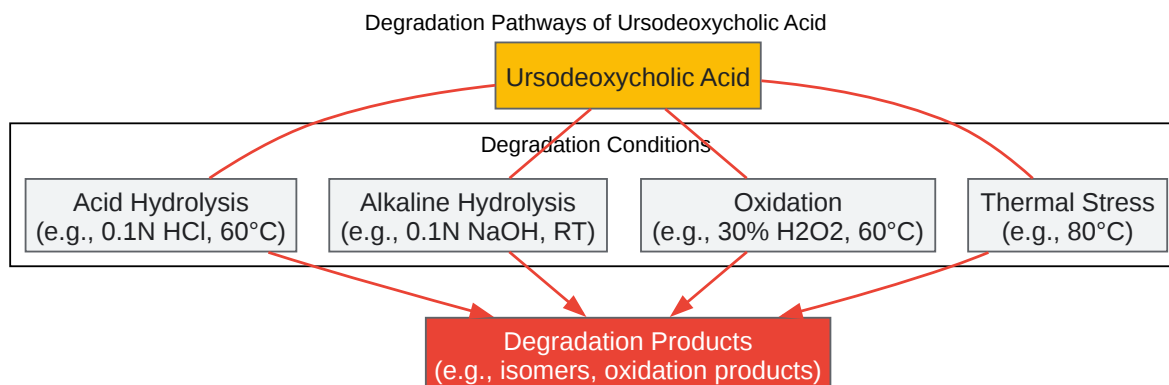 Degradation Pathways of Ursodeoxycholic Acid
Ursodeoxycholic Acid
Degradation Conditions
Acid Hydrolysis
(e.g., 0.1N HCl, 60°C)
Alkaline Hydrolysis
(e.g., 0.1N NaOH, RT)
Oxidation
(e.g., 30% H2O2, 60°C)
Thermal Stress
(e.g., 80°C)
Degradation Products
(e.g., isomers, oxidation products)